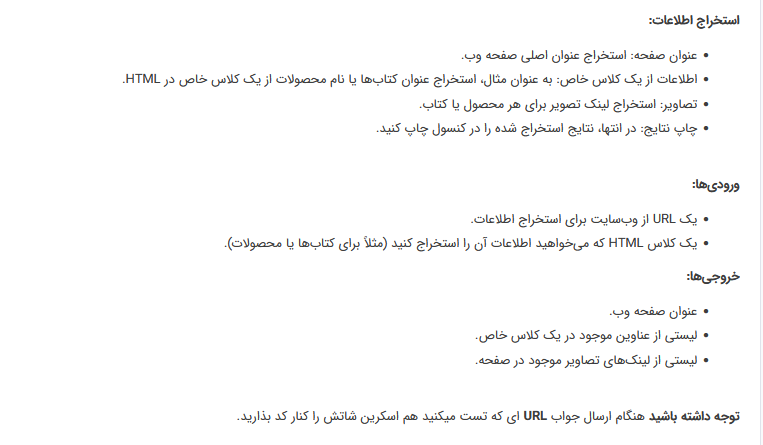 استخراج اطلاعات:
عنوان صفحه: استخراج عنوان اصلی صفحه وب.
اطلاعات از یک کلاس خاص: به عنوان مثال، استخراج عنوان کتاب‌ها یا نام محصولات از یک کلاس خاص در HTML.
تصاویر: استخراج لینک تصویر برای هر محصول یا کتاب.
چاپ نتایج: در انتها، نتایج استخراج شده را در کنسول چاپ کنید.
ورودی‌ها:
یک URL از وب‌سایت برای استخراج اطلاعات.
یک کلاس HTML که می‌خواهید اطلاعات آن را استخراج کنید (مثلاً برای کتاب‌ها یا محصولات).
خروجی‌ها:
عنوان صفحه وب.
لیستی از عناوین موجود در یک کلاس خاص.
لیستی از لینک‌های تصاویر موجود در صفحه.
توجه داشته باشید هنگام ارسال جواب URL ای که تست میکنید هم اسکرین شاتش را کنار کد بذارید.